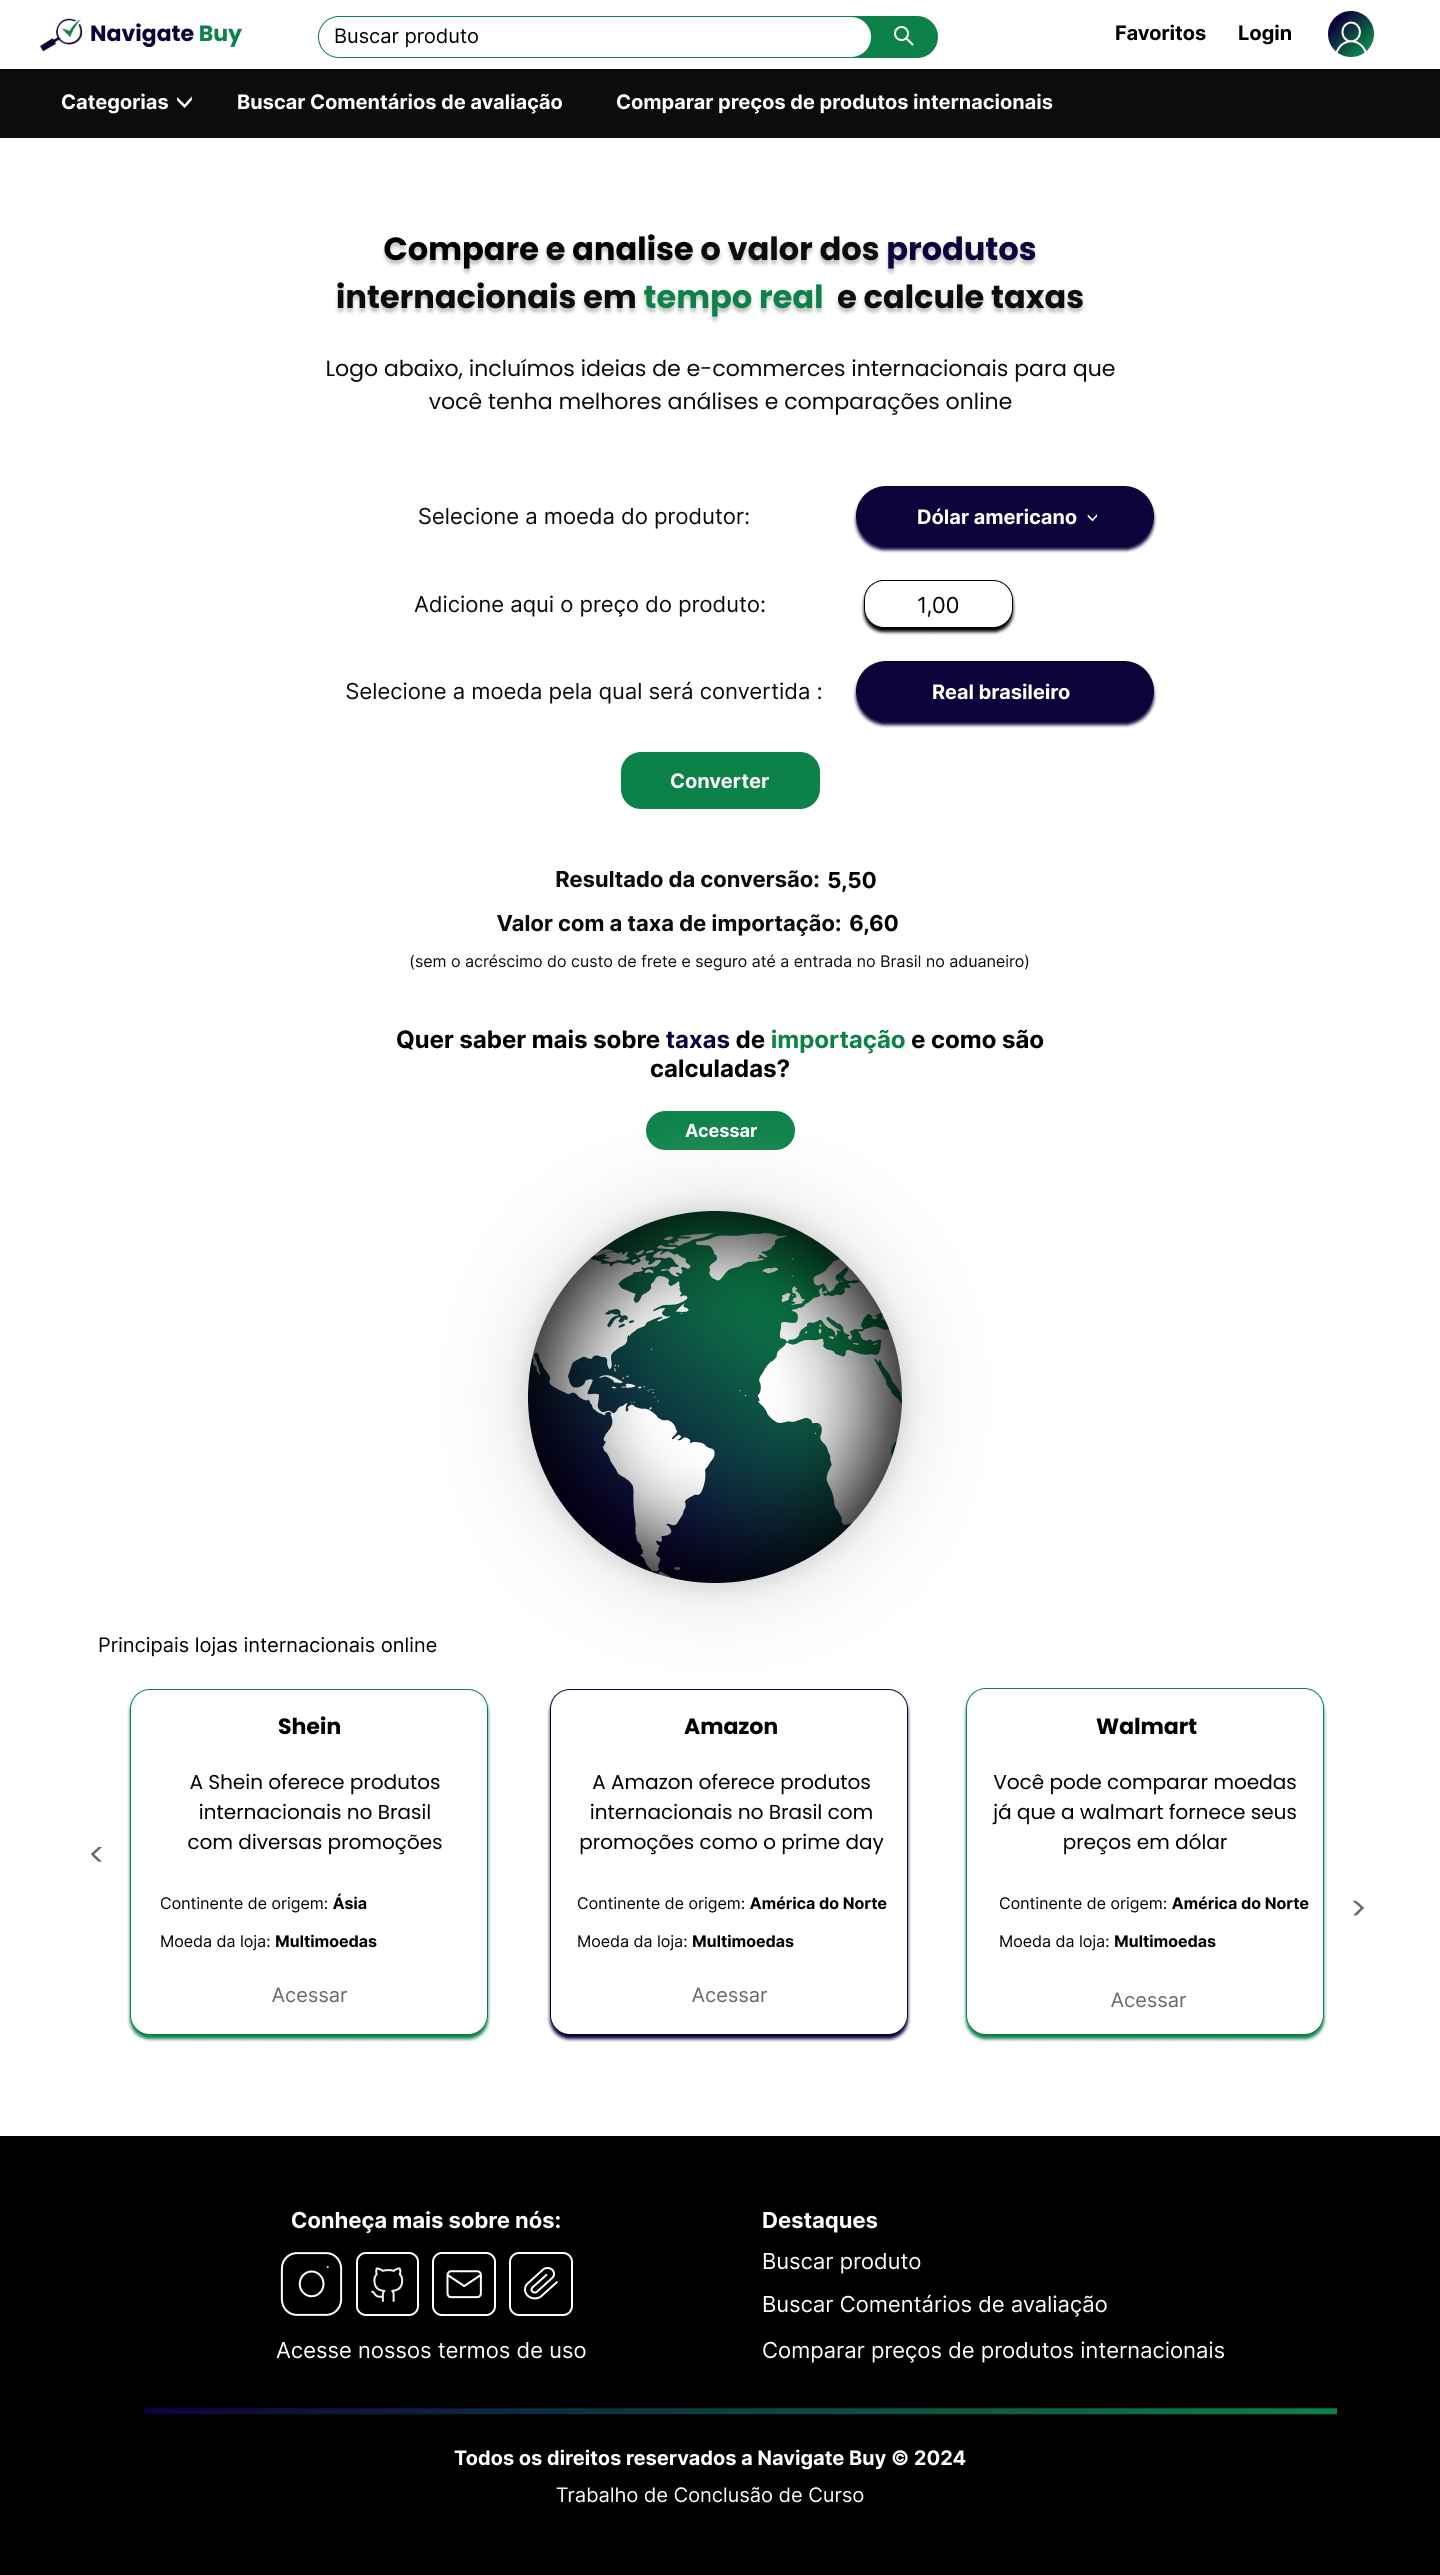 Navigate Buy
Buscar produto
Favoritos
Login
Categorias
Buscar Comentários de avaliação
Comparar preços de produtos internacionais
Compare e analise o valor dos produtos
internacionais em tempo real e calcule taxas
Logo abaixo, incluímos ideias de e-commerces internacionais para que
você tenha melhores análises e comparações online
Selecione a moeda do produtor:
Dólar americano
Adicione aqui o preço do produto:
1,00
Selecione a moeda pela qual será convertida :
Real brasileiro
Converter
Resultado da conversão: 5,50
Valor com a taxa de importação: 6,60
(sem o acréscimo do custo de frete e seguro até a entrada no Brasil no aduaneiro)
Quer saber mais sobre taxas de importação e como são
calculadas?
Acessar
Principais lojas internacionais online
Shein
A Shein oferece produtos
internacionais no Brasil
com diversas promoções
Continente de origem: Ásia
Moeda da loja: Multimoedas
Acessar
Amazon
A Amazon oferece produtos
internacionais no Brasil com
promoções como o prime day
Continente de origem: América do Norte
Moeda da loja: Multimoedas
Acessar
Walmart
Você pode comparar moedas
já que a walmart fornece seus
preços em dólar
Continente de origem: América do Norte
Moeda da loja: Multimoedas
Acessar
Conheça mais sobre nós:
Acesse nossos termos de uso
Destaques
Buscar produto
Buscar Comentários de avaliação
Comparar preços de produtos internacionais
Todos os direitos reservados a Navigate Buy © 2024
Trabalho de Conclusão de Curso